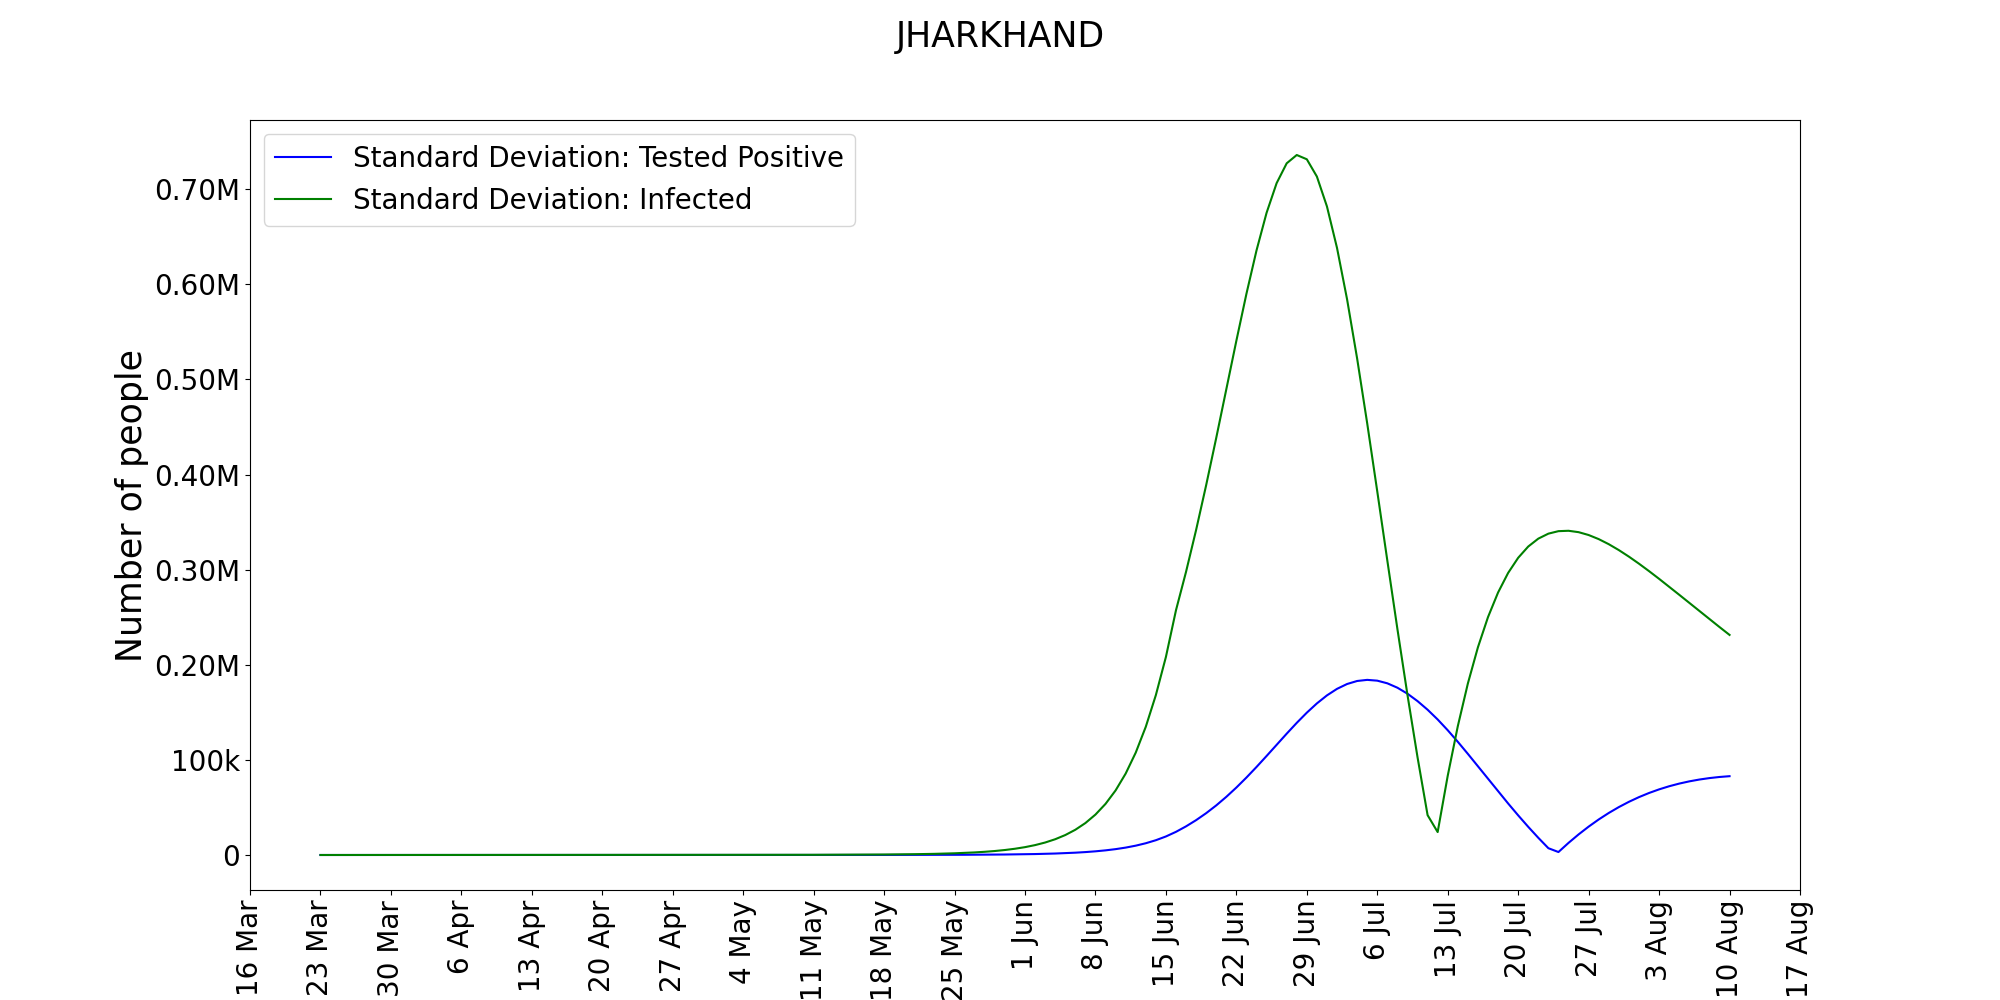 JHARKHAND
Standard Deviation: Tested Positive
Standard Deviation: Infected
Number of people
0.70M
0.60M
0.50M
0.40M
0.30M
0.20M
100k
0
16 Mar
23 Mar
30 Mar
6 Apr
13 Apr
20 Apr
27 Apr
4 May
11 May
18 May
25 May
1 Jun
8 Jun
15 Jun
22 Jun
29 Jun
6 Jul
13 Jul
20 Jul
27 Jul
3 Aug
10 Aug
17 Aug